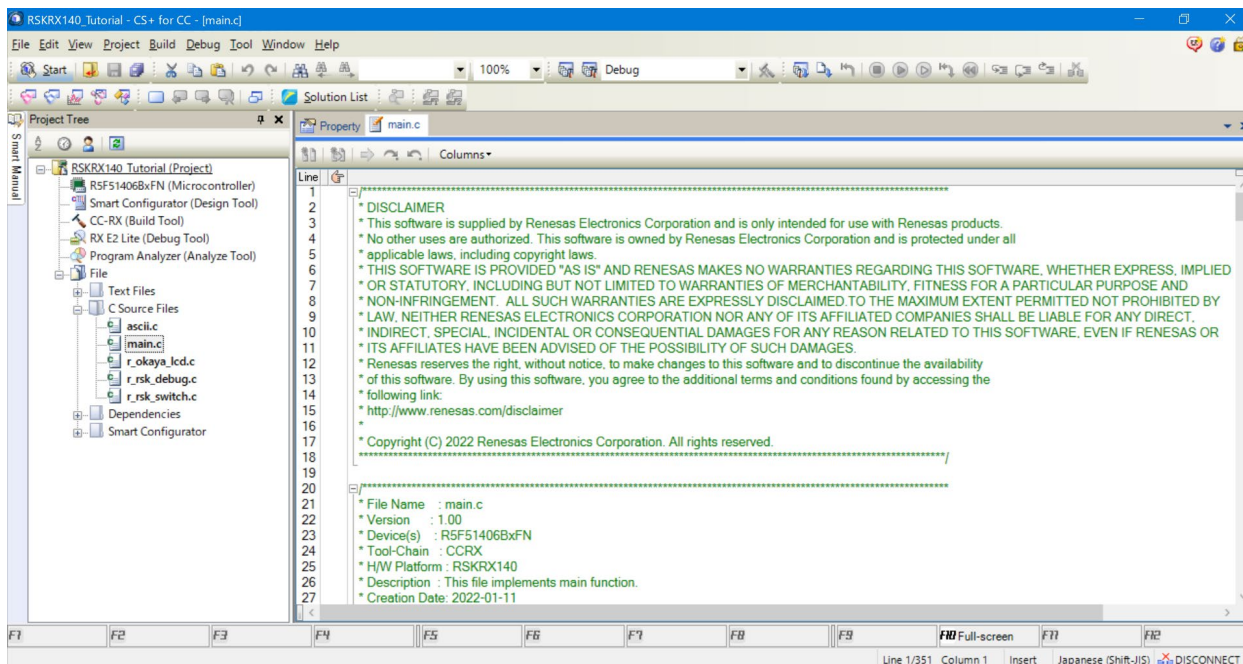 RSKRX140_Tutorial - CS+ for CC - [main.c]
File Edit View Project Build Debug Tool Window Help
Start 100% Debug
Solution List
Project Tree
Smart Manual
Property main.c
Columns
RSKRX140_Tutorial (Project)
R5F51406BxFN (Microcontroller)
Smart Configurator (Design Tool)
CC-RX (Build Tool)
RX E2 Lite (Debug Tool)
Program Analyzer (Analyze Tool)
File
Text Files
C Source Files
ascii.c
main.c
r_okaya_lcd.c
r_rsk_debug.c
r_rsk_switch.c
Dependencies
Smart Configurator
Line
1 /***********************************************************************************************************************
2 * DISCLAIMER
3 * This software is supplied by Renesas Electronics Corporation and is only intended for use with Renesas products.
4 * No other uses are authorized. This software is owned by Renesas Electronics Corporation and is protected under all
5 * applicable laws, including copyright laws.
6 * THIS SOFTWARE IS PROVIDED "AS IS" AND RENESAS MAKES NO WARRANTIES REGARDING THIS SOFTWARE, WHETHER EXPRESS, IMPLIED
7 * OR STATUTORY, INCLUDING BUT NOT LIMITED TO WARRANTIES OF MERCHANTABILITY, FITNESS FOR A PARTICULAR PURPOSE AND
8 * NON-INFRINGEMENT.  ALL SUCH WARRANTIES ARE EXPRESSLY DISCLAIMED.TO THE MAXIMUM EXTENT PERMITTED NOT PROHIBITED BY
9 * LAW, NEITHER RENESAS ELECTRONICS CORPORATION NOR ANY OF ITS AFFILIATED COMPANIES SHALL BE LIABLE FOR ANY DIRECT,
10 * INDIRECT, SPECIAL, INCIDENTAL OR CONSEQUENTIAL DAMAGES FOR ANY REASON RELATED TO THIS SOFTWARE, EVEN IF RENESAS OR
11 * ITS AFFILIATES HAVE BEEN ADVISED OF THE POSSIBILITY OF SUCH DAMAGES.
12 * Renesas reserves the right, without notice, to make changes to this software and to discontinue the availability
13 * of this software. By using this software, you agree to the additional terms and conditions found by accessing the
14 * following link:
15 * http://www.renesas.com/disclaimer
16 *
17 * Copyright (C) 2022 Renesas Electronics Corporation. All rights reserved.
18 ***********************************************************************************************************************/
19
20 /***********************************************************************************************************************
21 * File Name : main.c
22 * Version : 1.00
23 * Device(s) : R5F51406BxFN
24 * Tool-Chain : CCRX
25 * H/W Platform : RSKRX140
26 * Description : This file implements main function.
27 * Creation Date: 2022-01-11
F1 F2 F3 F4 F5 F6 F7 F8 F9 F10 Full-screen F11 F12
Line 1/351 Column 1 Insert Japanese (Shift-JIS) DISCONNECT